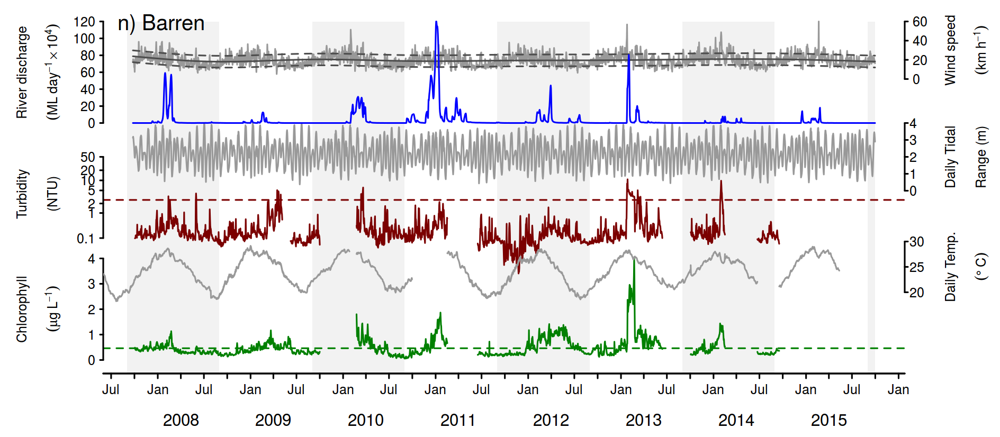 n) Barren
River discharge
(ML day⁻¹ × 10⁴)
120
100
80
60
40
20
0
Wind speed
(km h⁻¹)
60
40
20
0
Daily Tidal
Range (m)
4
3
2
1
0
Turbidity
(NTU)
50
20
10
5
2
1
0.1
Daily Temp.
(° C)
30
25
20
Chlorophyll
(μg L⁻¹)
4
3
2
1
0
Jul Jan Jul Jan Jul Jan Jul Jan Jul Jan Jul Jan Jul Jan Jul Jan Jul Jan
2008 2009 2010 2011 2012 2013 2014 2015